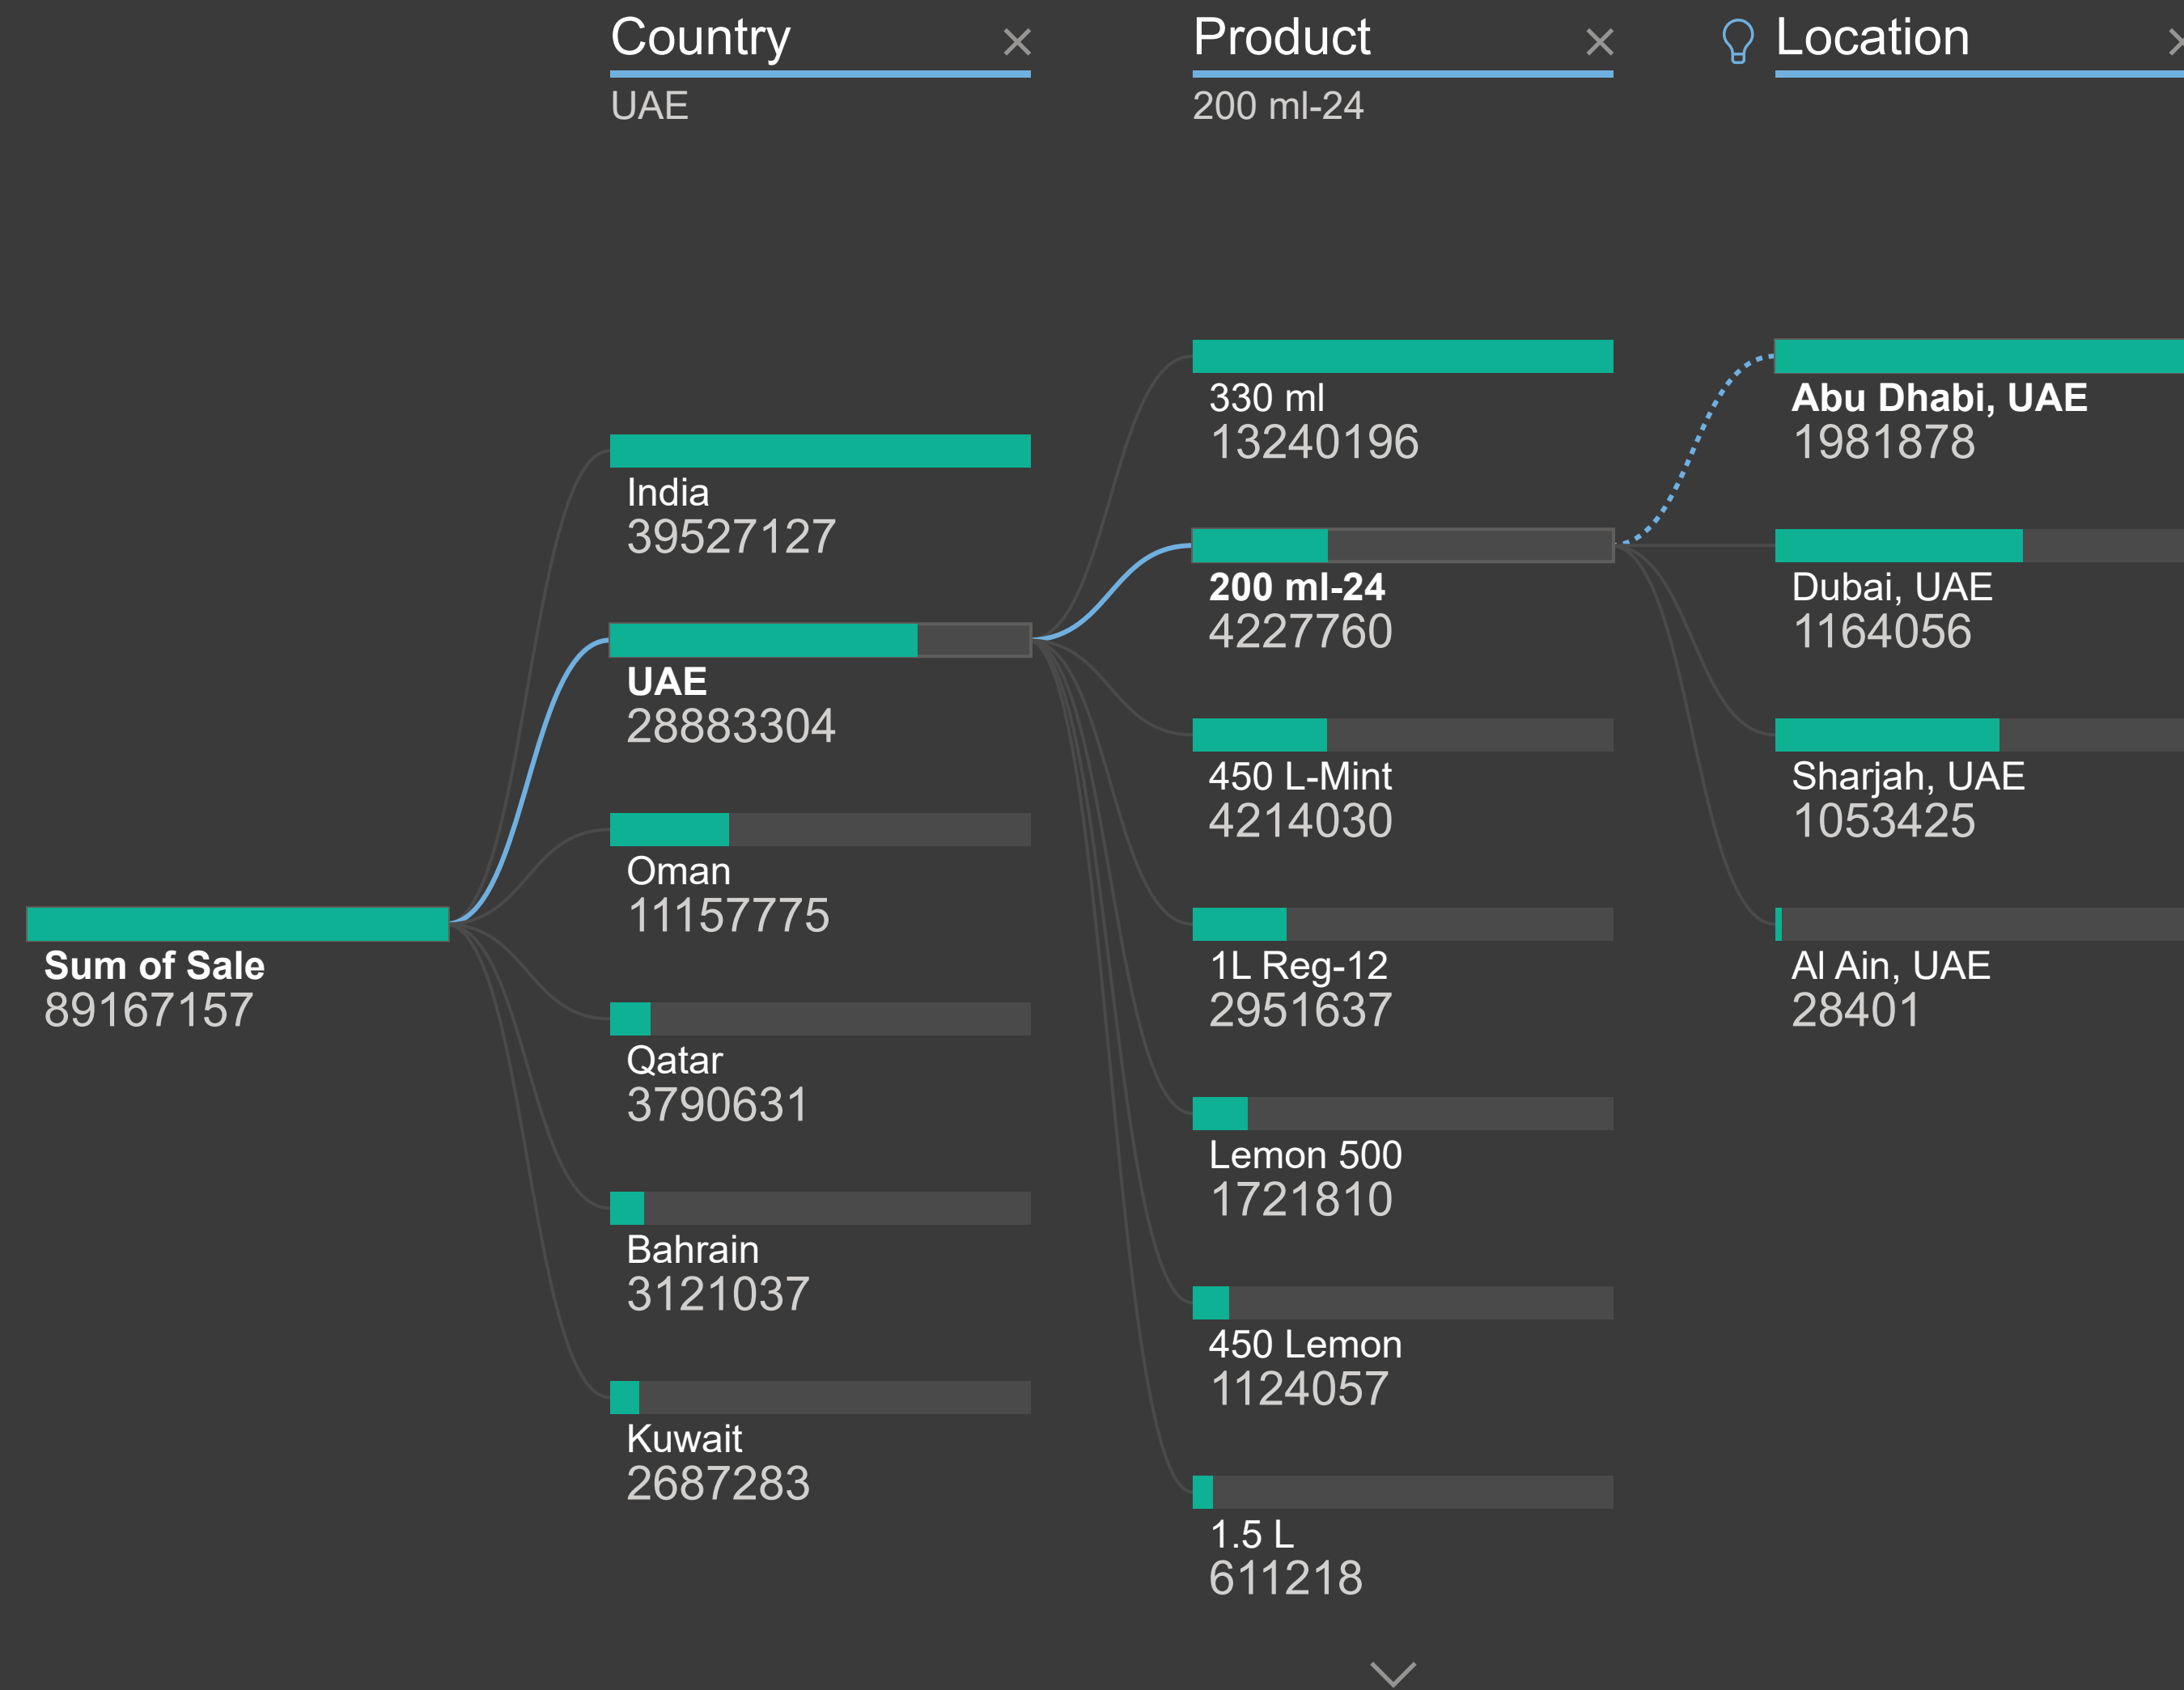 Country
Product
Location
UAE
200 ml-24
Sum of Sale
89167157
India
39527127
UAE
28883304
Oman
11157775
Qatar
3790631
Bahrain
3121037
Kuwait
2687283
330 ml
13240196
200 ml-24
4227760
450 L-Mint
4214030
1L Reg-12
2951637
Lemon 500
1721810
450 Lemon
1124057
1.5 L
611218
Abu Dhabi, UAE
1981878
Dubai, UAE
1164056
Sharjah, UAE
1053425
Al Ain, UAE
28401